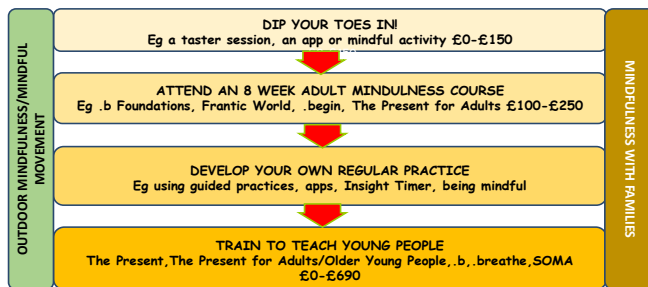 OUTDOOR MINDFULNESS/MINDFUL
MOVEMENT
DIP YOUR TOES IN!
Eg a taster session, an app or mindful activity £0-£150
ATTEND AN 8 WEEK ADULT MINDULNESS COURSE
Eg .b Foundations, Frantic World, .begin, The Present for Adults £100-£250
DEVELOP YOUR OWN REGULAR PRACTICE
Eg using guided practices, apps, Insight Timer, being mindful
TRAIN TO TEACH YOUNG PEOPLE
The Present,The Present for Adults/Older Young People,.b,.breathe,SOMA
£0-£690
MINDFULNESS WITH FAMILIES